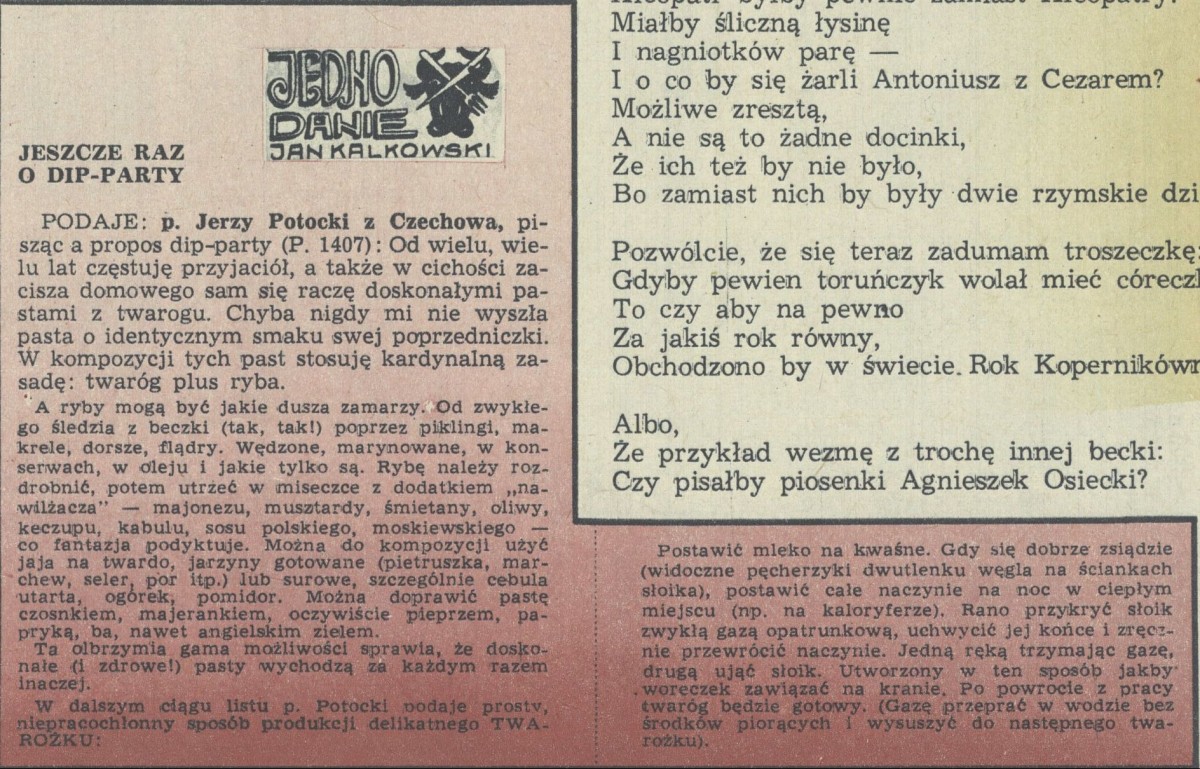 JEDNO
DANIE
JAN KALKOWSKI
JESZCZE RAZ
O DIP-PARTY
PODAJE: p. Jerzy Potocki z Czechowa, pi-
sząc a propos dip-party (P. 1407): Od wielu, wie-
lu lat częstuję przyjaciół, a także w cichości za-
cisza domowego sam się raczę doskonałymi pa-
stami z twarogu. Chyba nigdy mi nie wyszła
pasta o identycznym smaku swej poprzedniczki.
W kompozycji tych past stosuję kardynalną za-
sadę: twaróg plus ryba.
A ryby mogą być jakie dusza zamarzy. Od zwykłe-
go śledzia z beczki (tak, tak!) poprzez piklingi, ma-
krele, dorsze, flądry. Wędzone, marynowane, w kon-
serwach, w oleju i jakie tylko są. Rybę należy roz-
drobnić, potem utrzeć w miseczce z dodatkiem „na-
wilżacza” — majonezu, musztardy, śmietany, oliwy,
keczupu, kabulu, sosu polskiego, moskiewskiego —
co fantazja podyktuje. Można do kompozycji użyć
jaja na twardo, jarzyny gotowane (pietruszka, mar-
chew, seler, por itp.) lub surowe, szczególnie cebula
utarta, ogórek, pomidor. Można doprawić pastę
czosnkiem, majerankiem, oczywiście pieprzem, pa-
pryką, ba, nawet angielskim zielem.
Ta olbrzymia gama możliwości sprawia, że dosko-
nałe (i zdrowe!) pasty wychodzą za każdym razem
inaczej.
W dalszym ciągu listu p. Potocki podaje prosty,
niepracochłonny sposób produkcji delikatnego TWA-
ROŻKU:
Postawić mleko na kwaśne. Gdy się dobrze zsiądzie
(widoczne pęcherzyki dwutlenku węgla na ściankach
słoika), postawić całe naczynie na noc w ciepłym
miejscu (np. na kaloryferze). Rano przykryć słoik
zwykłą gazą opatrunkową, uchwycić jej końce i zręcz-
nie przewrócić naczynie. Jedną ręką trzymając gazę,
drugą ująć słoik. Utworzony w ten sposób jakby
woreczek zawiązać na kranie. Po powrocie z pracy
twaróg będzie gotowy. (Gazę przeprać w wodzie bez
środków piorących i wysuszyć do następnego twa-
rożku).
Miałby śliczną łysinę
I nagniotków parę —
I o co by się żarli Antoniusz z Cezarem?
Możliwe zresztą,
A nie są to żadne docinki,
Że ich też by nie było,
Bo zamiast nich by były dwie rzymskie dzi
Pozwólcie, że się teraz zadumam troszeczkę:
Gdyby pewien toruńczyk wolał mieć córecz
To czy aby na pewno
Za jakiś rok równy,
Obchodzono by w świecie Rok Kopernikówn
Albo,
Że przykład wezmę z trochę innej becki:
Czy pisałby piosenki Agnieszek Osiecki?